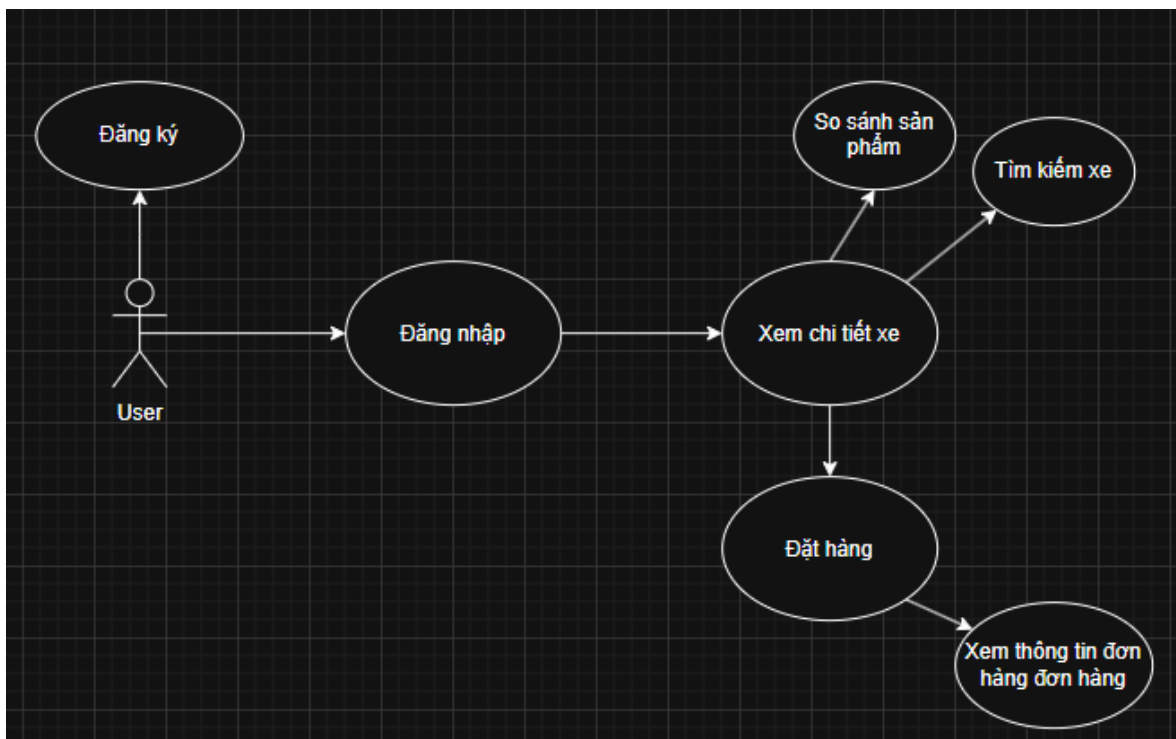 Đăng ký
So sánh sản
phẩm
Tìm kiếm xe
Đăng nhập
Xem chi tiết xe
User
Đặt hàng
Xem thông tin đơn
hàng đơn hàng